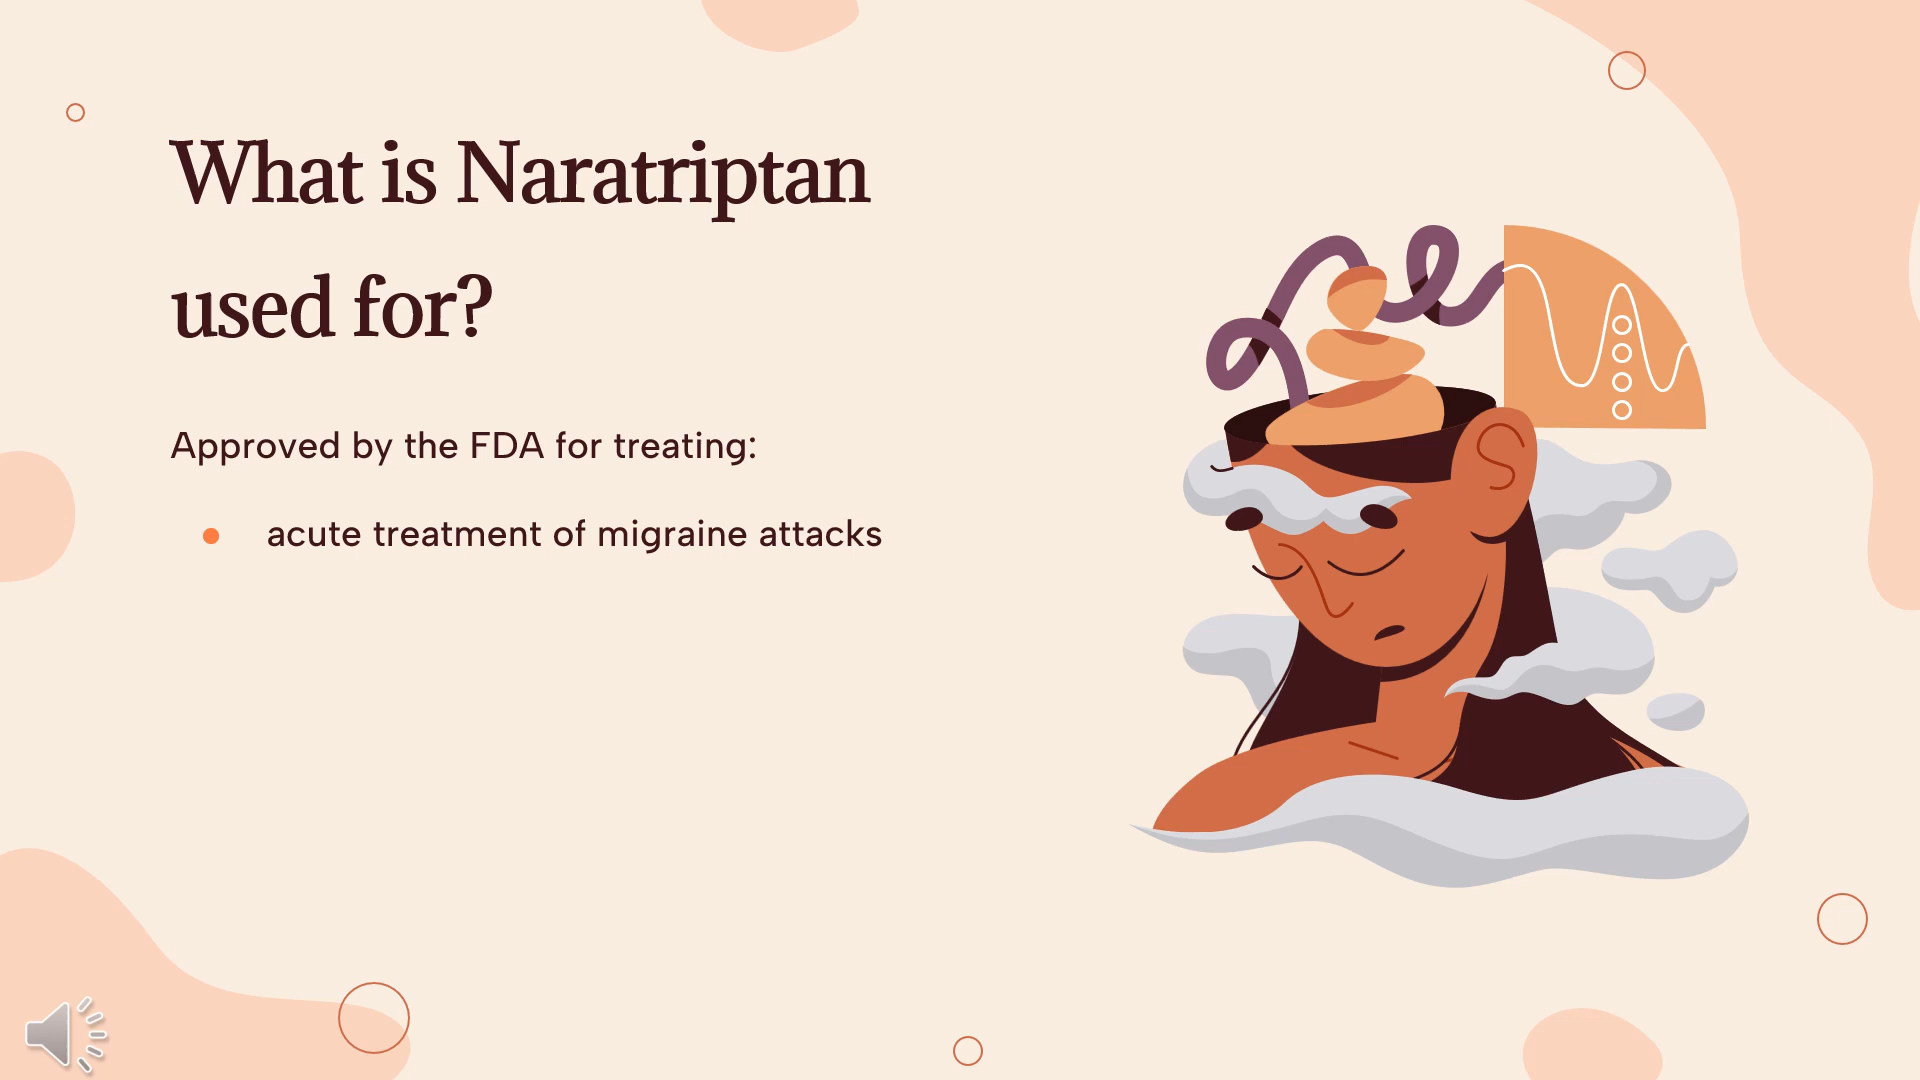 What is Naratriptan
used for?
Approved by the FDA for treating:
acute treatment of migraine attacks